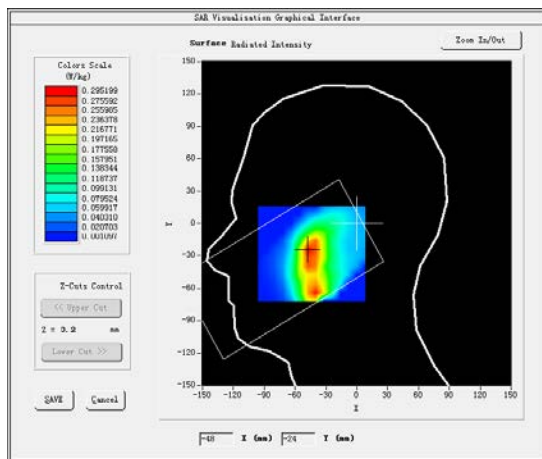 SAR Visualisation Graphical Interface
Surface Radiated Intensity
Zoom In/Out
Colors Scale
(W/kg)
0.295199
0.275592
0.255985
0.236378
0.216771
0.197165
0.177558
0.157951
0.138344
0.118737
0.099131
0.079524
0.059917
0.040310
0.020703
0.001097
Z-Cuts Control
<< Upper Cut
Z = 3.2 mm
Lower Cut >>
SAVE Cancel
150
120
90
60
30
0
-30
-60
-90
-120
-150
Y
-150 -120 -90 -60 -30 0 30 60 90 120 150
X
-48 X (mm) -24 Y (mm)